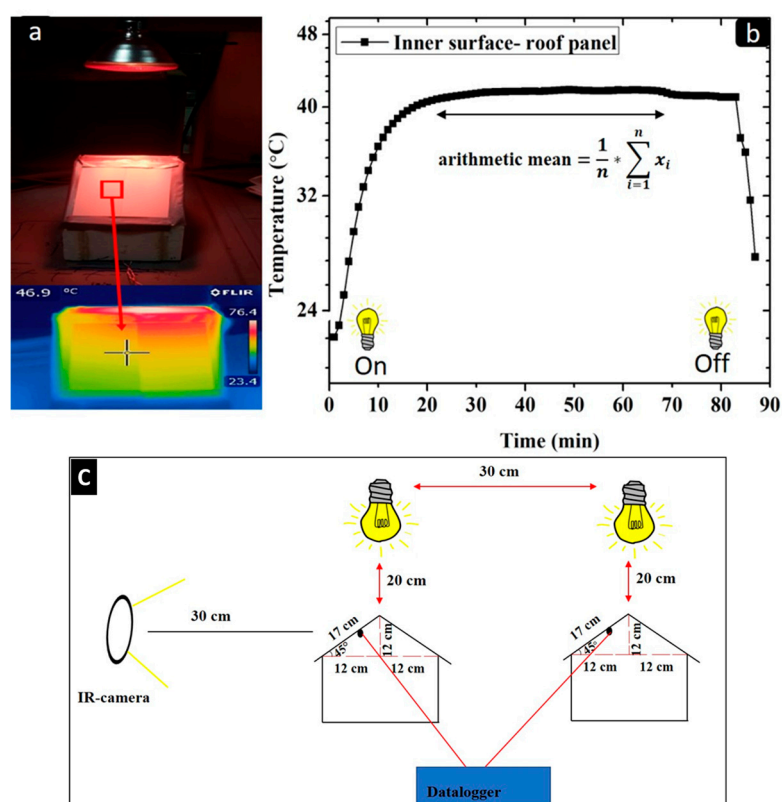 a
46.9 °C
FLIR
76.4
23.4
b
Inner surface- roof panel
Temperature (°C)
48
40
32
24
arithmetic mean = 1/n * ∑ n i=1 xᵢ
On
Off
0 10 20 30 40 50 60 70 80 90
Time (min)
c
30 cm
20 cm
20 cm
30 cm
17 cm
45°
12 cm
12 cm
12 cm
17 cm
45°
12 cm
12 cm
12 cm
IR-camera
Datalogger